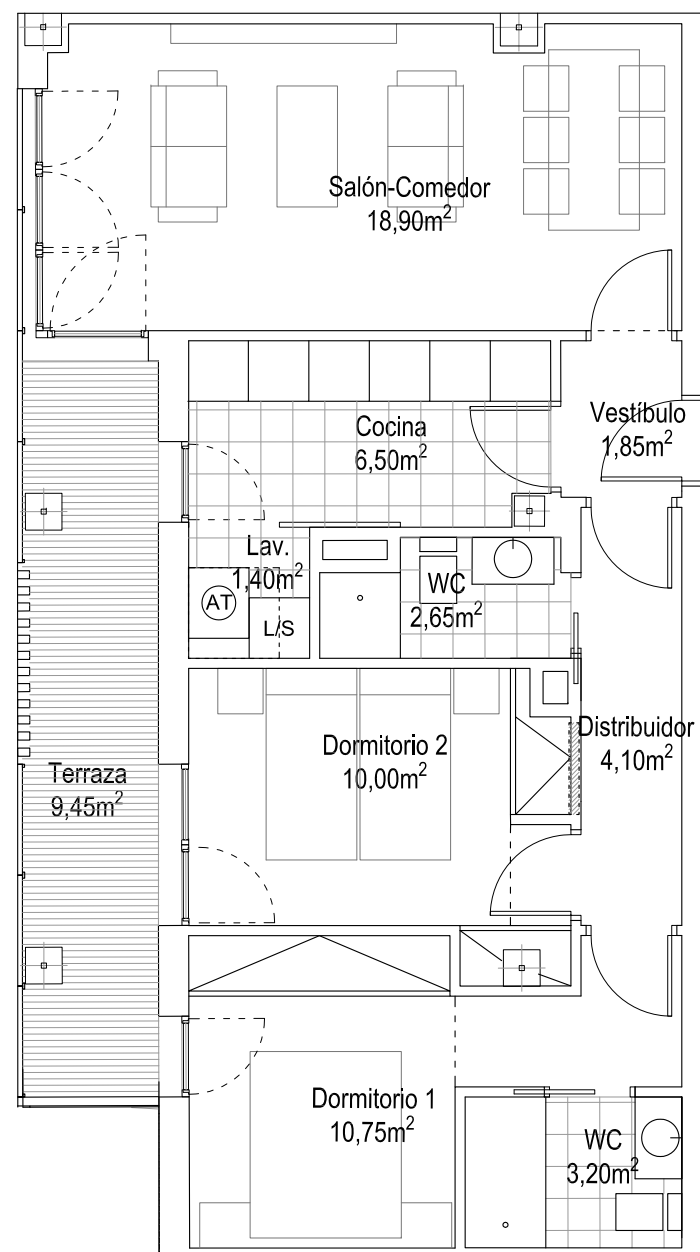 Salón-Comedor
18,90m²
Vestíbulo
1,85m²
Cocina
6,50m²
Lav.
1,40m²
AT
L/S
WC
2,65m²
Distribuidor
4,10m²
Dormitorio 2
10,00m²
Terraza
9,45m²
Dormitorio 1
10,75m²
WC
3,20m²